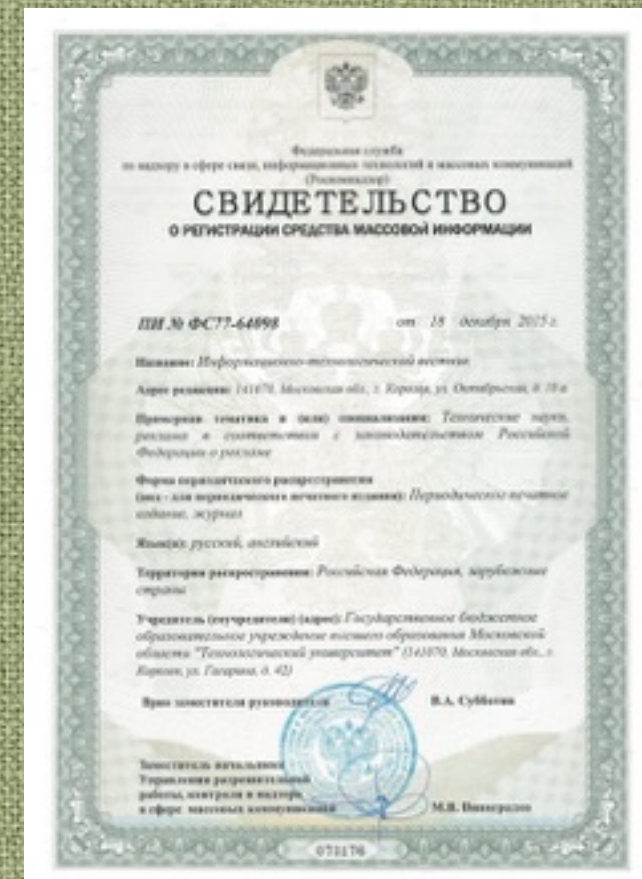 Федеральная служба
по надзору в сфере связи, информационных технологий и массовых коммуникаций
(Роскомнадзор)
СВИДЕТЕЛЬСТВО
О РЕГИСТРАЦИИ СРЕДСТВА МАССОВОЙ ИНФОРМАЦИИ
ПИ № ФС77-64098 от 18 декабря 2015 г.
Название: Информационно-технологический вестник
Адрес редакции: 141070, Московская обл., г. Королев, ул. Октябрьская, д. 10 а
Примерная тематика и (или) специализация: Технические науки,
реклама в соответствии с законодательством Российской
Федерации о рекламе
Форма периодического распространения
(вид - для периодического печатного издания): Периодическое печатное
издание, журнал
Язык(и): русский, английский
Территория распространения: Российская Федерация, зарубежные
страны
Учредитель (соучредители) (адрес): Государственное бюджетное
образовательное учреждение высшего образования Московской
области "Технологический университет" (141070, Московская обл., г.
Королев, ул. Гагарина, д. 42)
Врио заместителя руководителя В.А. Субботин
Заместитель начальника
Управления разрешительной
работы, контроля и надзора
в сфере массовых коммуникаций М.В. Виноградов
073176